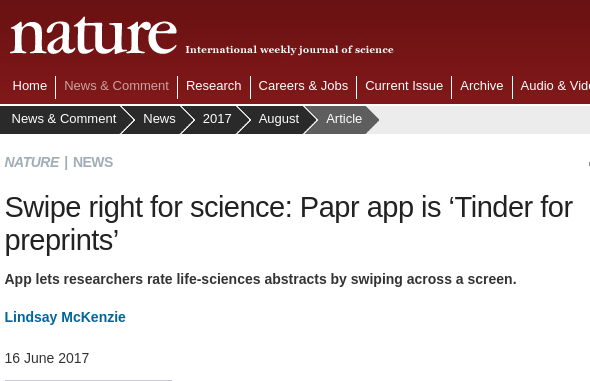 nature International weekly journal of science
Home News & Comment Research Careers & Jobs Current Issue Archive Audio &
News & Comment News 2017 August Article
NATURE | NEWS
Swipe right for science: Papr app is ‘Tinder for
preprints’
App lets researchers rate life-sciences abstracts by swiping across a screen.
Lindsay McKenzie
16 June 2017